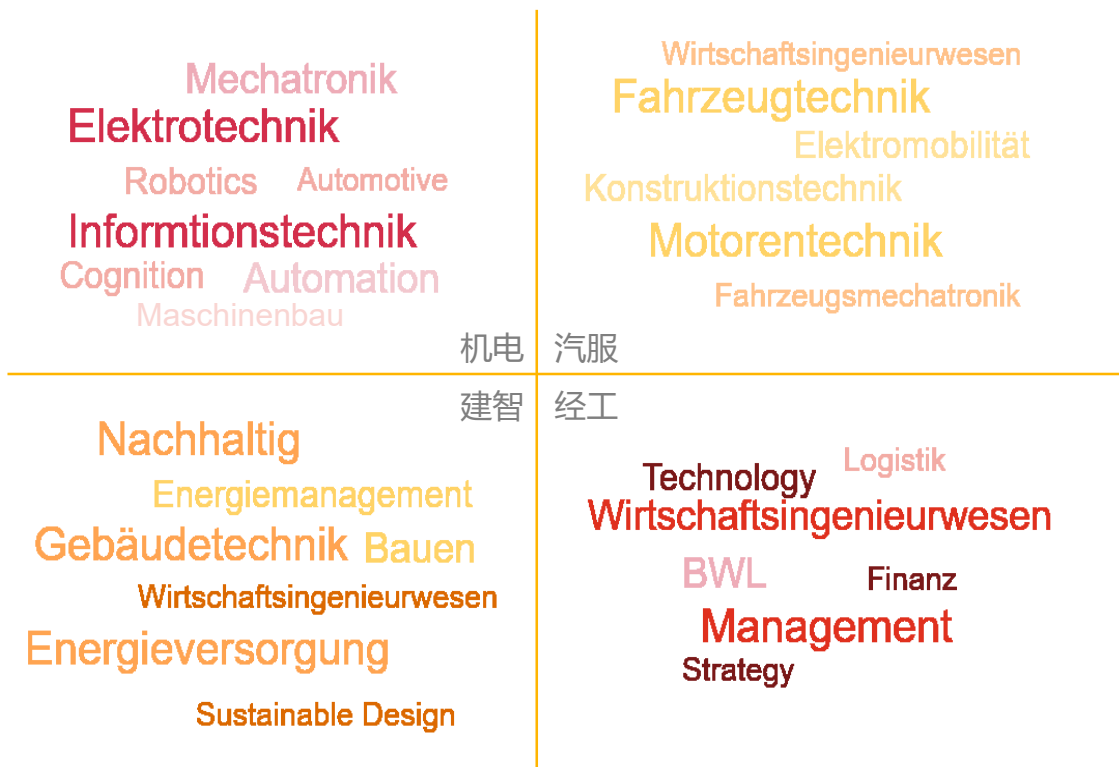 Mechatronik
Elektrotechnik
Robotics Automotive
Informtionstechnik
Cognition Automation
Maschinenbau
机电
Wirtschaftsingenieurwesen
Fahrzeugtechnik
Elektromobilität
Konstruktionstechnik
Motorentechnik
Fahrzeugsmechatronik
汽服
建智
Nachhaltig
Energiemanagement
Gebäudetechnik Bauen
Wirtschaftsingenieurwesen
Energieversorgung
Sustainable Design
经工
Logistik
Technology
Wirtschaftsingenieurwesen
BWL Finanz
Management
Strategy